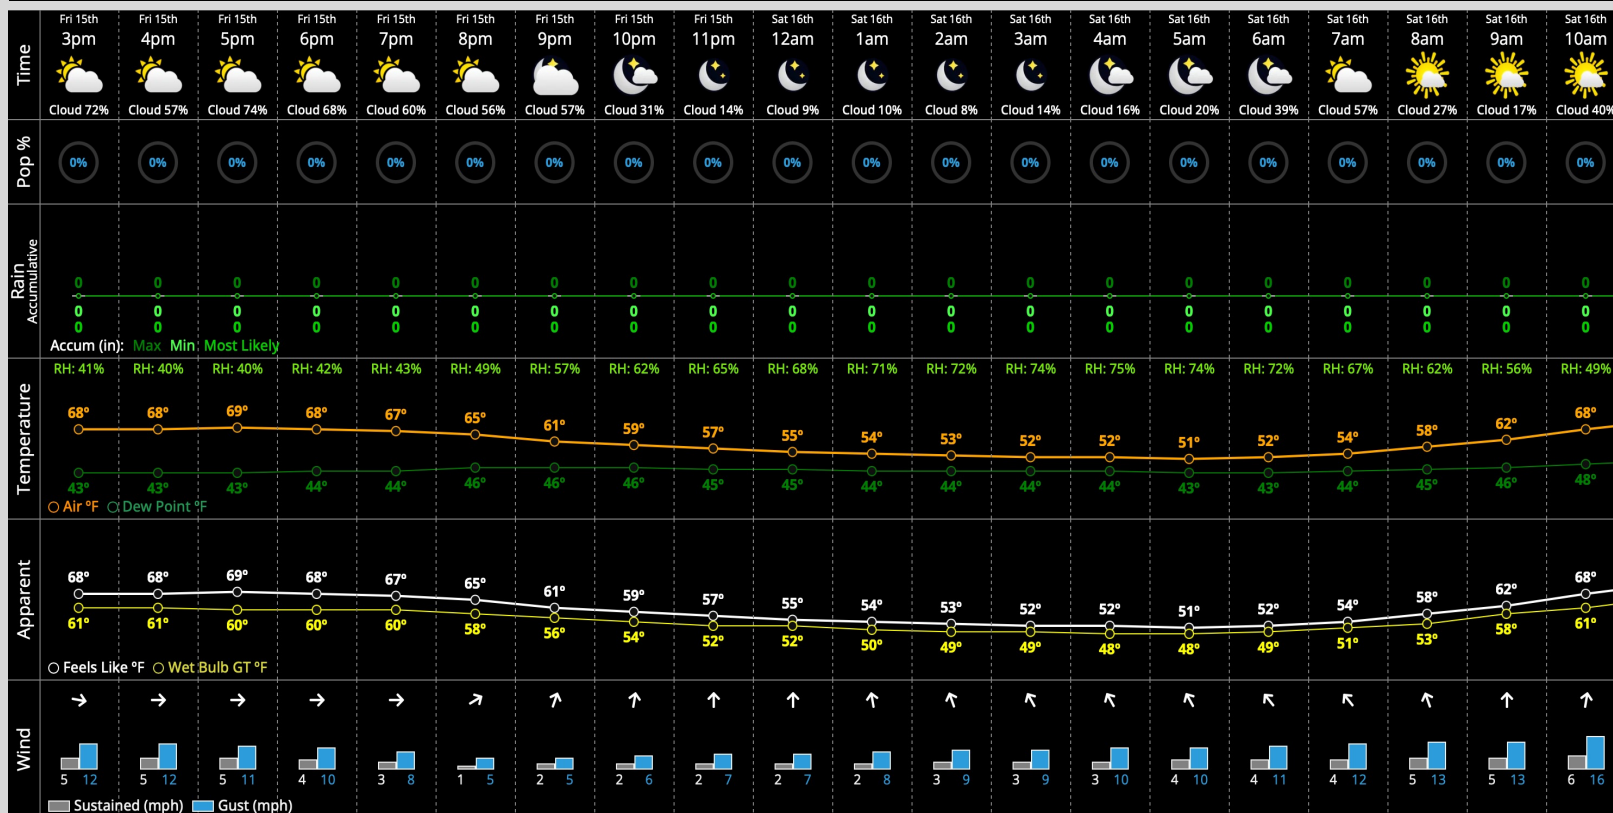 Fri 15th Fri 15th Fri 15th Fri 15th Fri 15th Fri 15th Fri 15th Fri 15th Fri 15th Sat 16th Sat 16th Sat 16th Sat 16th Sat 16th Sat 16th Sat 16th Sat 16th Sat 16th Sat 16th Sat 16th
Time
3pm 4pm 5pm 6pm 7pm 8pm 9pm 10pm 11pm 12am 1am 2am 3am 4am 5am 6am 7am 8am 9am 10am
Cloud 72% Cloud 57% Cloud 74% Cloud 68% Cloud 60% Cloud 56% Cloud 57% Cloud 31% Cloud 14% Cloud 9% Cloud 10% Cloud 8% Cloud 14% Cloud 16% Cloud 20% Cloud 39% Cloud 57% Cloud 27% Cloud 17% Cloud 40%
Pop %
0% 0% 0% 0% 0% 0% 0% 0% 0% 0% 0% 0% 0% 0% 0% 0% 0% 0% 0% 0%
Rain
Accumulative
0 0 0 0 0 0 0 0 0 0 0 0 0 0 0 0 0 0 0 0
0 0 0 0 0 0 0 0 0 0 0 0 0 0 0 0 0 0 0 0
0 0 0 0 0 0 0 0 0 0 0 0 0 0 0 0 0 0 0 0
Accum (in): Max Min Most Likely
Temperature
RH: 41% RH: 40% RH: 40% RH: 42% RH: 43% RH: 49% RH: 57% RH: 62% RH: 65% RH: 68% RH: 71% RH: 72% RH: 74% RH: 75% RH: 74% RH: 72% RH: 67% RH: 62% RH: 56% RH: 49%
68° 68° 69° 68° 67° 65° 61° 59° 57° 55° 54° 53° 52° 52° 51° 52° 54° 58° 62° 68°
43° 43° 43° 44° 44° 46° 46° 46° 45° 45° 44° 44° 44° 44° 43° 43° 44° 45° 46° 48°
Air °F Dew Point °F
Apparent
68° 68° 69° 68° 67° 65° 61° 59° 57° 55° 54° 53° 52° 52° 51° 52° 54° 58° 62° 68°
61° 61° 60° 60° 60° 58° 56° 54° 52° 52° 50° 49° 49° 48° 48° 49° 51° 53° 58° 61°
Feels Like °F Wet Bulb GT °F
Wind
5 12 5 12 5 11 4 10 3 8 1 5 2 5 2 6 2 7 2 7 2 8 3 9 3 9 3 10 4 10 4 11 4 12 5 13 5 13 6 16
Sustained (mph) Gust (mph)